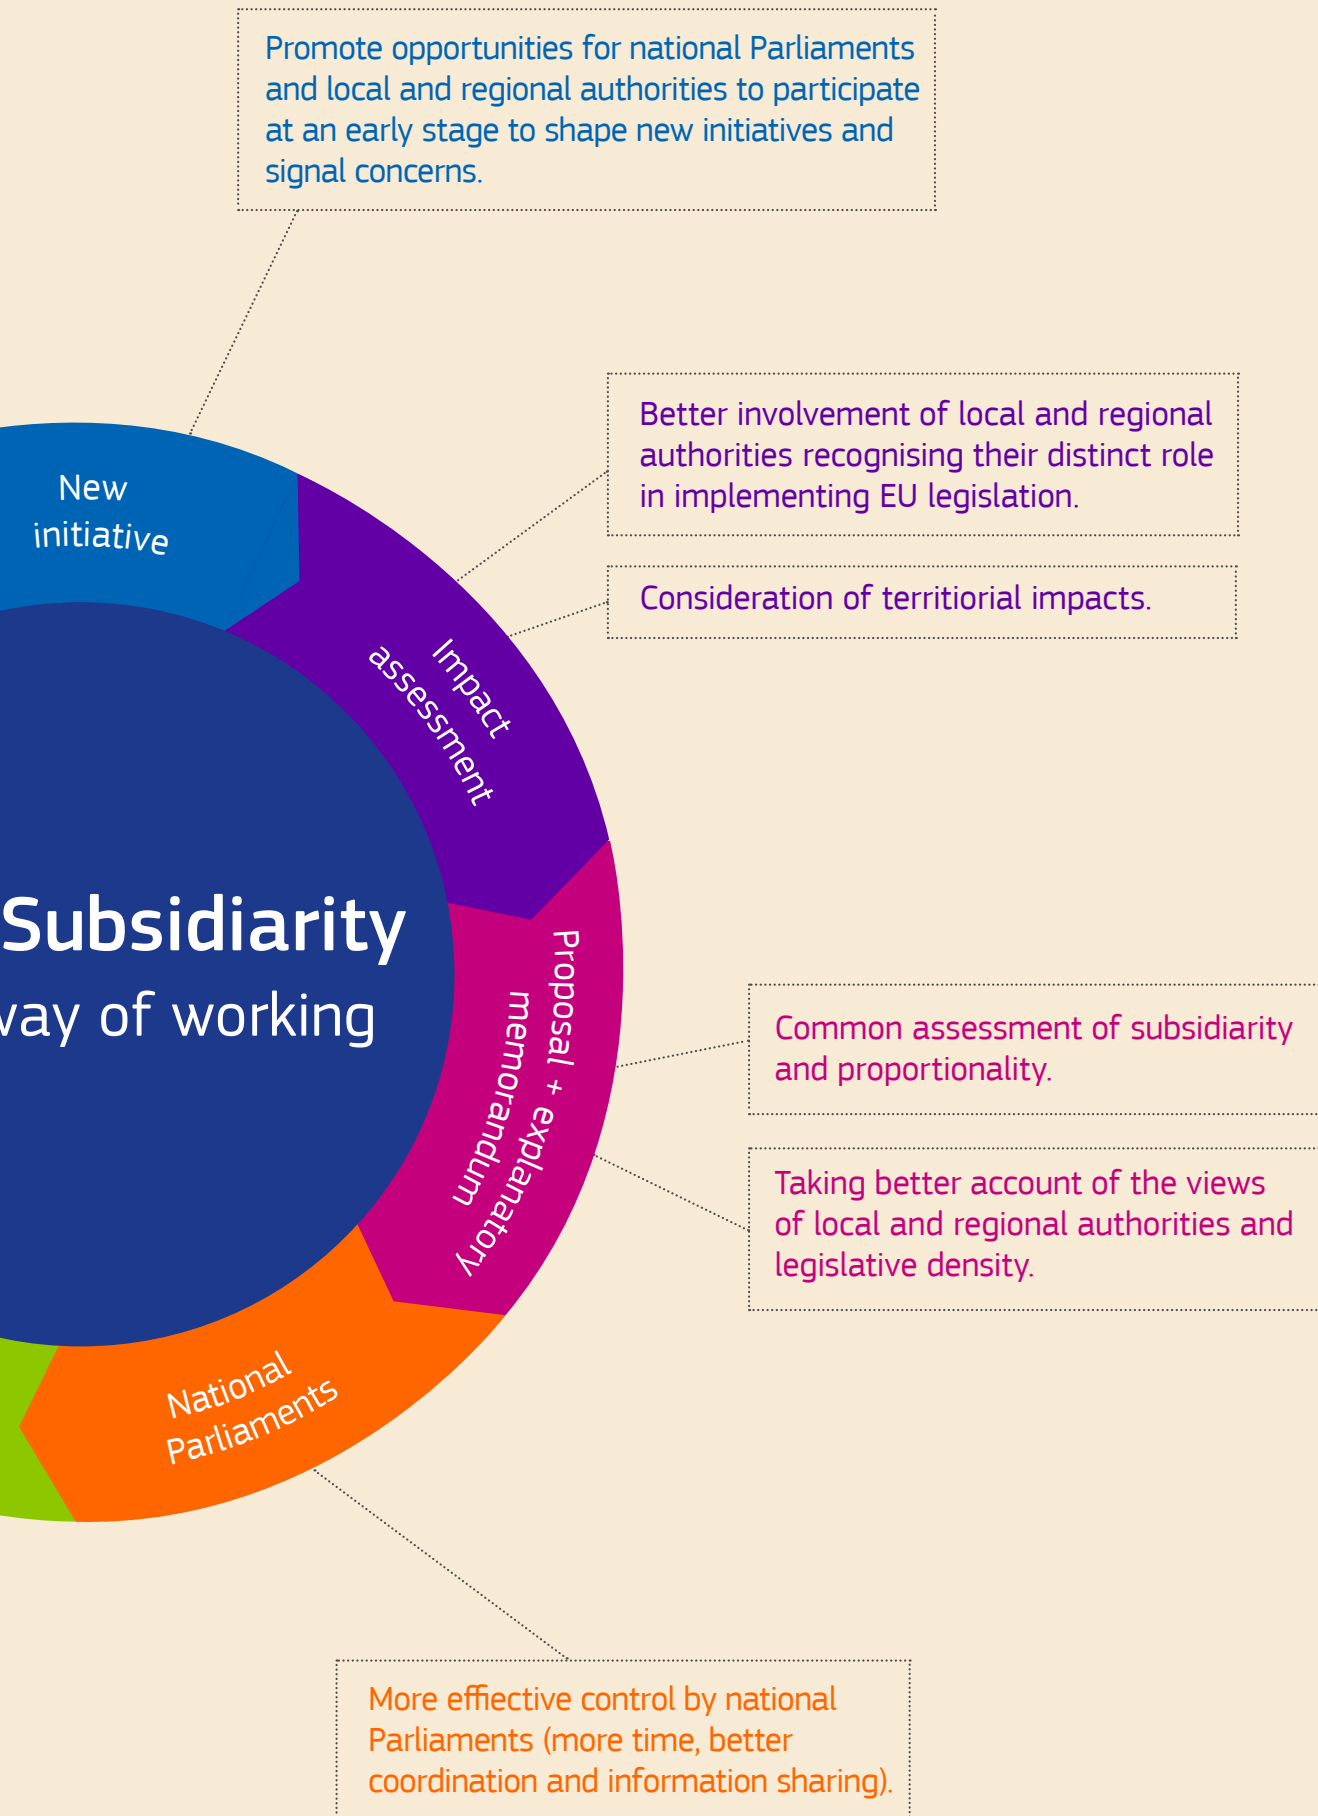 Promote opportunities for national Parliaments
and local and regional authorities to participate
at an early stage to shape new initiatives and
signal concerns.
Better involvement of local and regional
authorities recognising their distinct role
in implementing EU legislation.
Consideration of territiorial impacts.
New
initiative
Impact
assessment
Subsidiarity
of working
Proposal + explanatory
memorandum
Common assessment of subsidiarity
and proportionality.
Taking better account of the views
of local and regional authorities and
legislative density.
National
Parliaments
More effiective control by national
Parliaments (more time, better
coordination and information sharing).